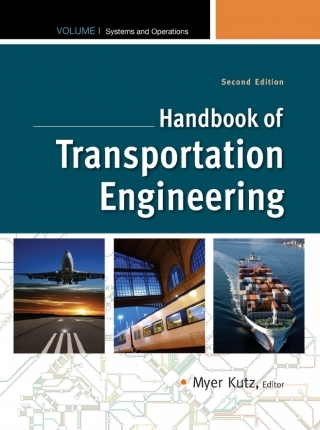 VOLUME I Systems and Operations
Second Edition
Handbook of
Transportation
Engineering
• Myer Kutz, Editor